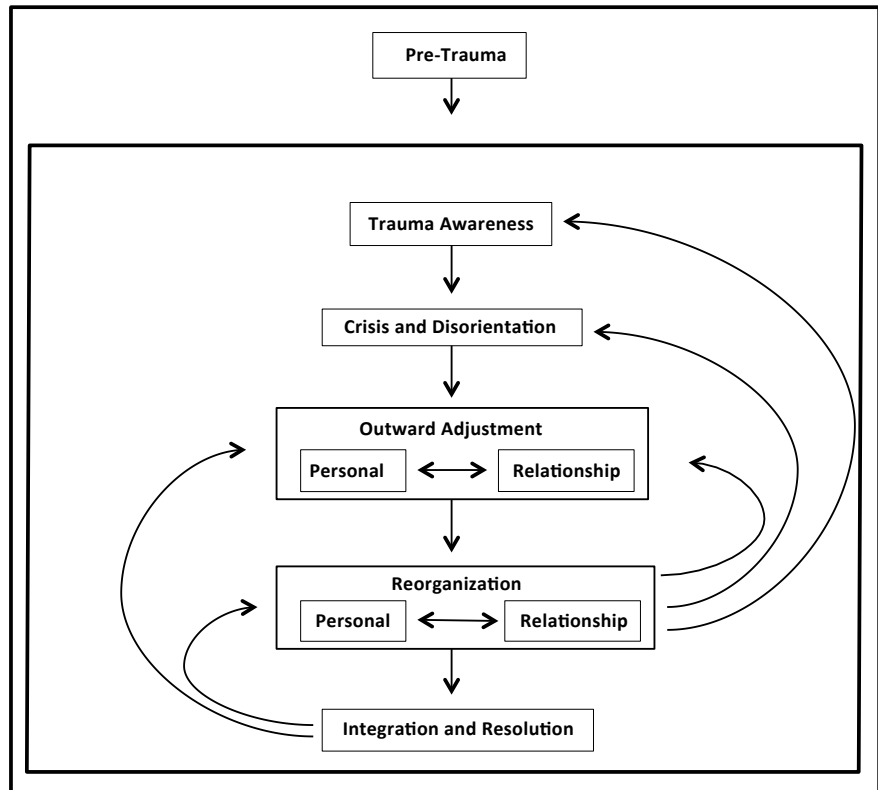 Pre-Trauma
Trauma Awareness
Crisis and Disorientation
Outward Adjustment
Personal Relationship
Reorganization
Personal Relationship
Integration and Resolution